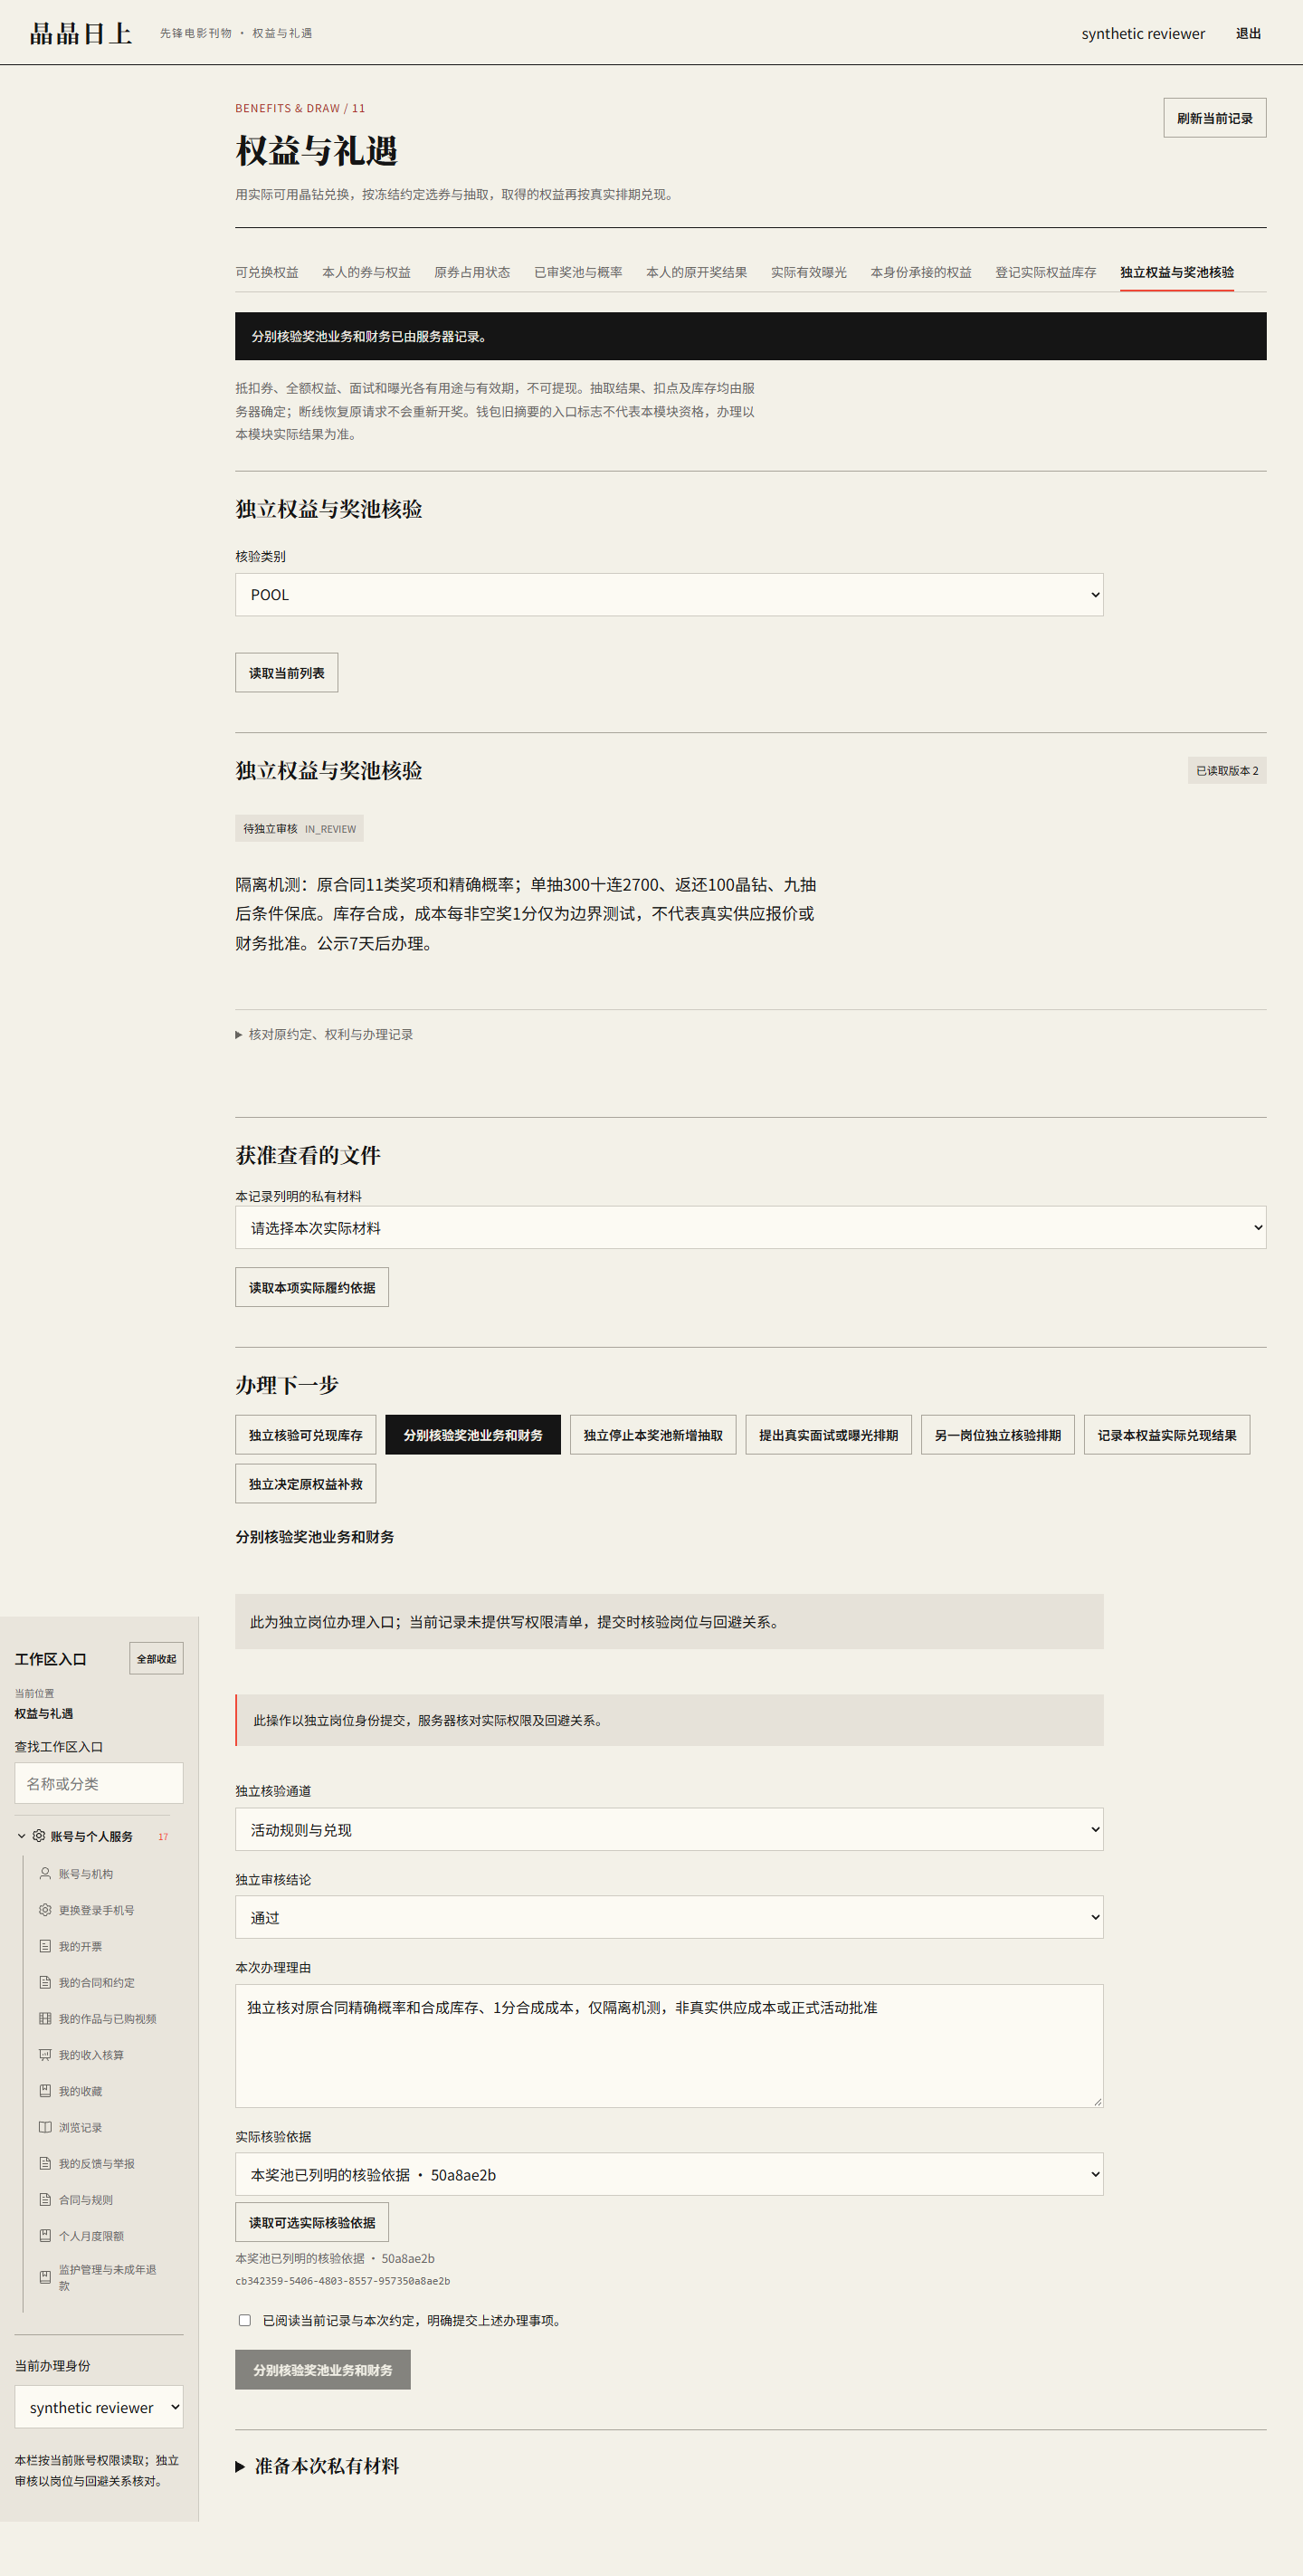 晶晶日上
先锋电影刊物 · 权益与礼遇
synthetic reviewer
退出
BENEFITS & DRAW / 11
权益与礼遇
刷新当前记录
用实际可用晶钻兑换，按冻结约定选券与抽取，取得的权益再按真实排期兑现。
可兑换权益 本人的券与权益 原券占用状态 已审奖池与概率 本人的原开奖结果 实际有效曝光 本身份承接的权益 登记实际权益库存 独立权益与奖池核验
分别核验奖池业务和财务已由服务器记录。
抵扣券、全额权益、面试和曝光各有用途与有效期，不可提现。抽取结果、扣点及库存均由服
务器确定；断线恢复原请求不会重新开奖。钱包旧摘要的入口标志不代表本模块资格，办理以
本模块实际结果为准。
独立权益与奖池核验
核验类别
POOL
读取当前列表
独立权益与奖池核验
已读取版本 2
待独立审核 IN_REVIEW
隔离机测：原合同11类奖项和精确概率；单抽300十连2700、返还100晶钻、九抽
后条件保底。库存合成，成本每非空奖1分仅为边界测试，不代表真实供应报价或
财务批准。公示7天后办理。
核对原约定、权利与办理记录
获准查看的文件
本记录列明的私有材料
请选择本次实际材料
读取本项实际履约依据
办理下一步
独立核验可兑现库存 分别核验奖池业务和财务 独立停止本奖池新增抽取 提出真实面试或曝光排期 另一岗位独立核验排期 记录本权益实际兑现结果
独立决定原权益补救
分别核验奖池业务和财务
此为独立岗位办理入口；当前记录未提供写权限清单，提交时核验岗位与回避关系。
此操作以独立岗位身份提交，服务器核对实际权限及回避关系。
独立核验通道
活动规则与兑现
独立审核结论
通过
本次办理理由
独立核对原合同精确概率和合成库存、1分合成成本，仅隔离机测，非真实供应成本或正式活动批准
实际核验依据
本奖池已列明的核验依据 · 50a8ae2b
读取可选实际核验依据
本奖池已列明的核验依据 · 50a8ae2b
cb342359-5406-4803-8557-957350a8ae2b
已阅读当前记录与本次约定，明确提交上述办理事项。
分别核验奖池业务和财务
准备本次私有材料
工作区入口
全部收起
当前位置
权益与礼遇
查找工作区入口
名称或分类
账号与个人服务 17
账号与机构
更换登录手机号
我的开票
我的合同和约定
我的作品与已购视频
我的收入核算
我的收藏
浏览记录
我的反馈与举报
合同与规则
个人月度限额
监护管理与未成年退
款
当前办理身份
synthetic reviewer
本栏按当前账号权限读取；独立
审核以岗位与回避关系核对。